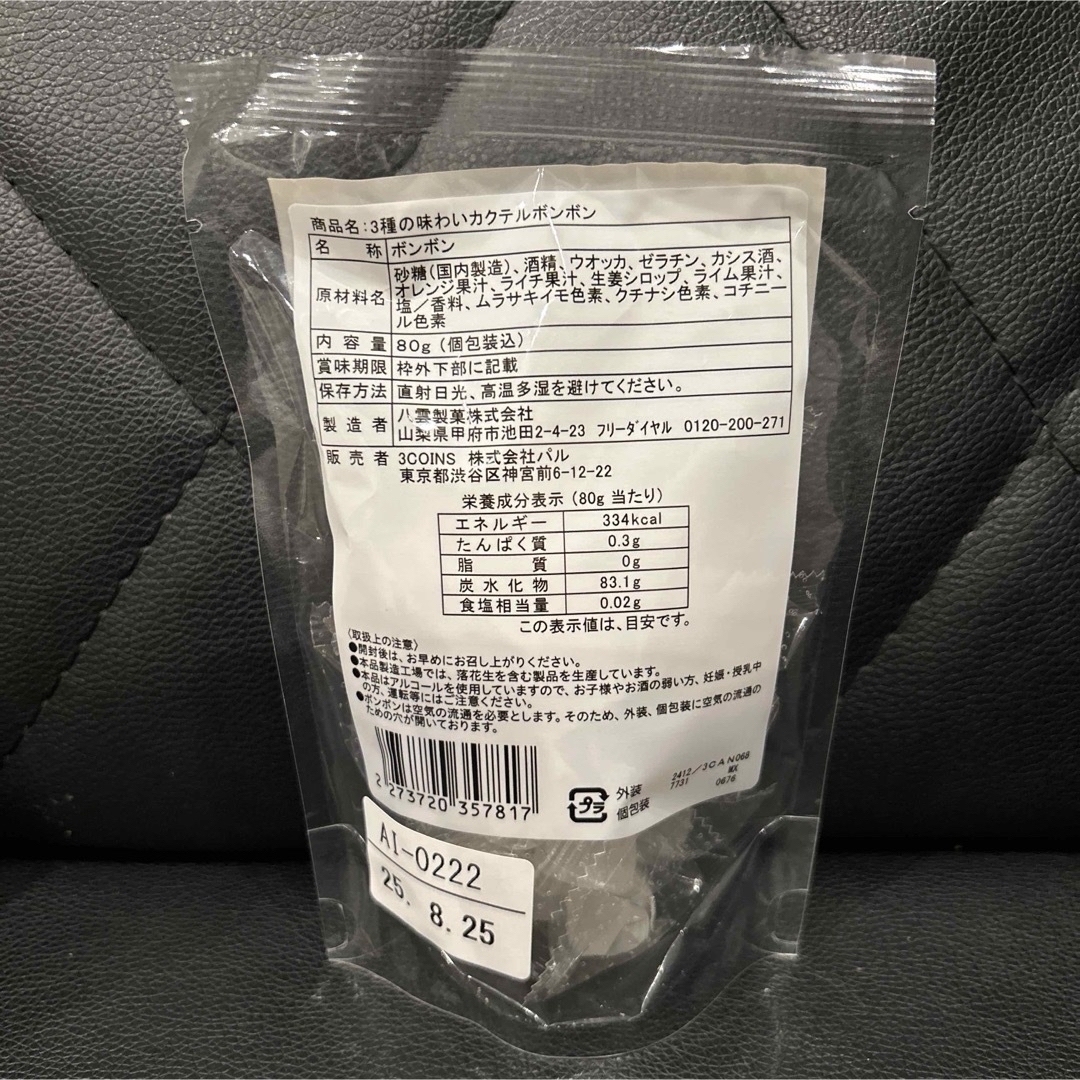 商品名:3種の味わいカクテルボンボン
名称 ボンボン
原材料名 砂糖(国内製造)、酒精、ウオッカ、ゼラチン、カシス酒、
オレンジ果汁、ライチ果汁、生姜シロップ、ライム果汁、
塩/香料、ムラサキイモ色素、クチナシ色素、コチニー
ル色素
内容量 80g(個包装込)
賞味期限 枠外下部に記載
保存方法 直射日光、高温多湿を避けてください。
製造者 八雲製菓株式会社
山梨県甲府市池田2-4-23 フリーダイヤル 0120-200-271
販売者 3COINS 株式会社パル
東京都渋谷区神宮前6-12-22
栄養成分表示(80g当たり)
エネルギー 334kcal
たんぱく質 0.3g
脂質 0g
炭水化物 83.1g
食塩相当量 0.02g
この表示値は、目安です。
〈取扱上の注意〉
●開封後は、お早めにお召し上がりください。
●本品製造工場では、落花生を含む製品を生産しています。
●本品はアルコールを使用していますので、お子様やお酒の弱い方、妊娠・授乳中
の方、運転等にはご注意ください。
●ボンボンは空気の流通を必要とします。そのため、外装、個包装に空気の流通の
ための穴が開いております。
2412/3CAN068
MX
7731 0676
2 273720 357817
プラ
外装
個包装
AI-0222
25. 8.25